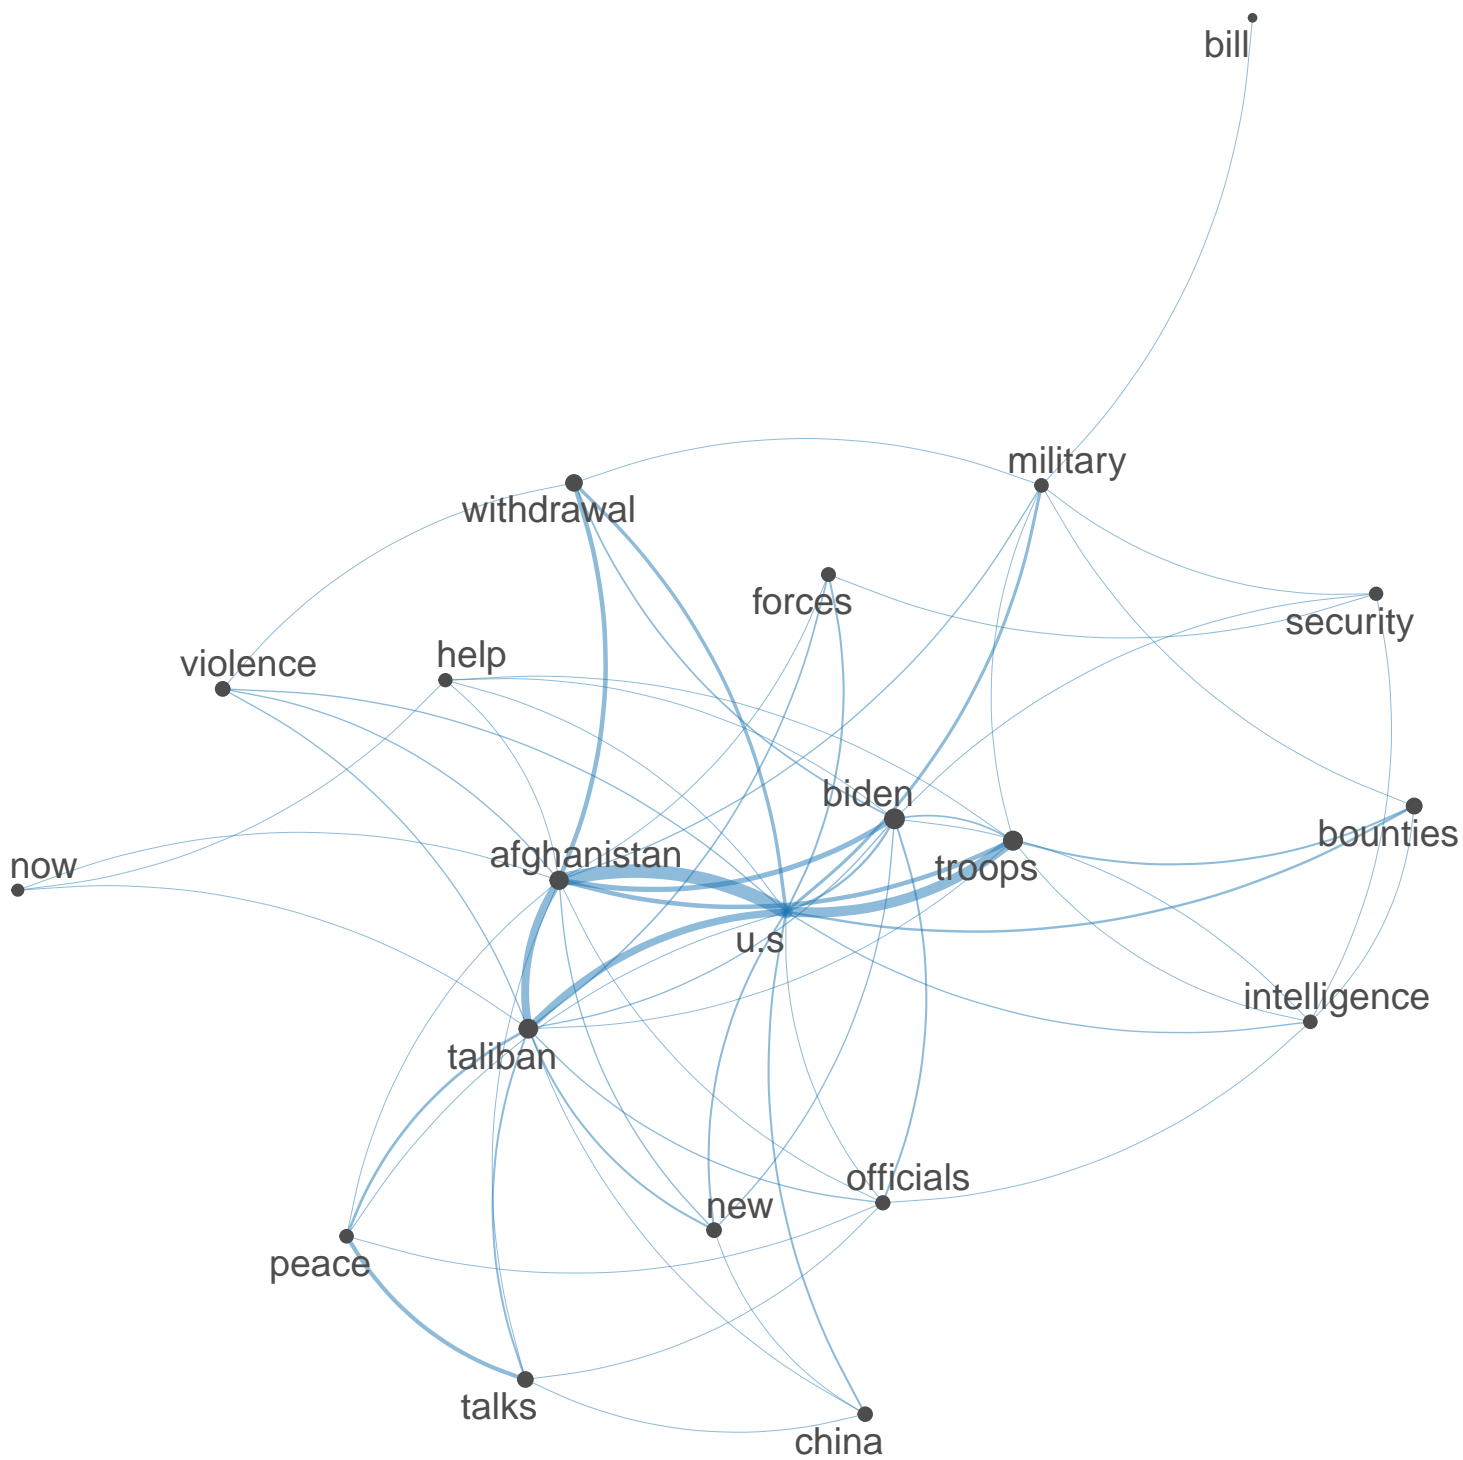 bill
military
withdrawal
forces
security
help
violence
biden
bounties
afghanistan
now
troops
u.s
intelligence
taliban
officials
new
peace
talks
china